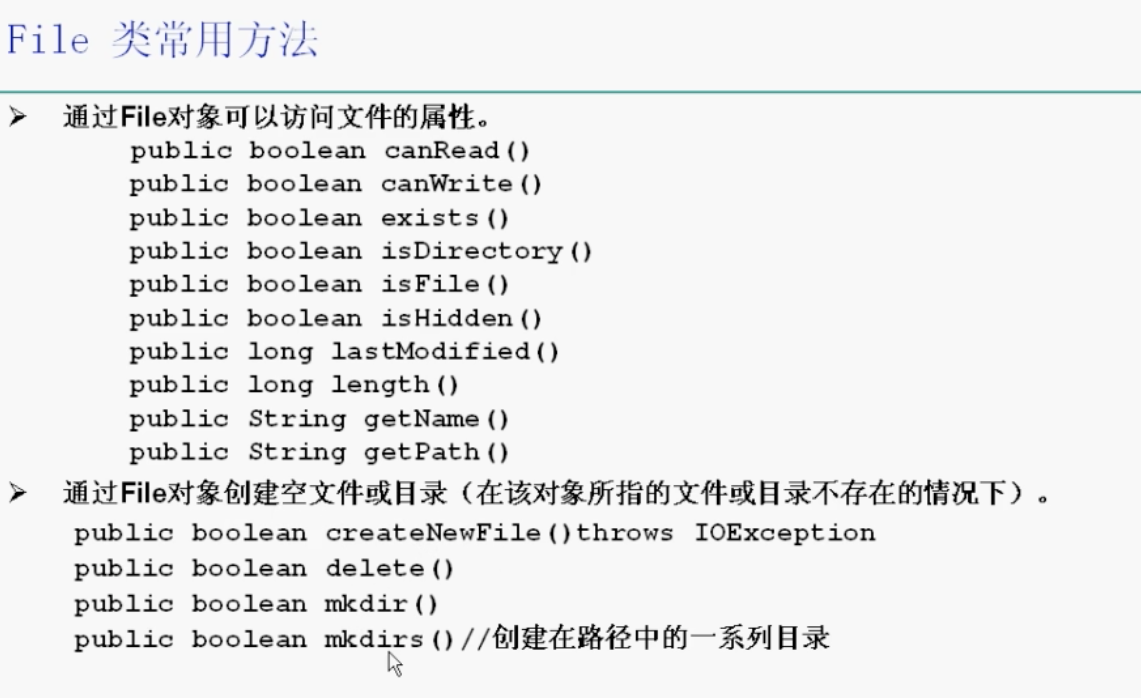 File 类常用方法
➢ 通过File对象可以访问文件的属性。
public boolean canRead()
public boolean canWrite()
public boolean exists()
public boolean isDirectory()
public boolean isFile()
public boolean isHidden()
public long lastModified()
public long length()
public String getName()
public String getPath()
➢ 通过File对象创建空文件或目录（在该对象所指的文件或目录不存在的情况下）。
public boolean createNewFile()throws IOException
public boolean delete()
public boolean mkdir()
public boolean mkdirs()//创建在路径中的一系列目录